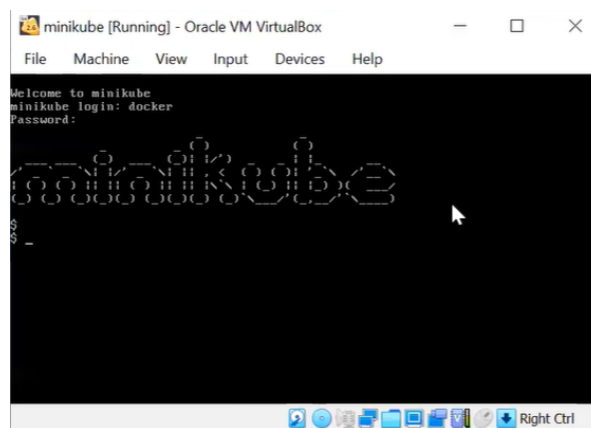 minikube [Running] - Oracle VM VirtualBox
File Machine View Input Devices Help
Welcome to minikube
minikube login: docker
Password:
minikube
$
$ _
Right Ctrl